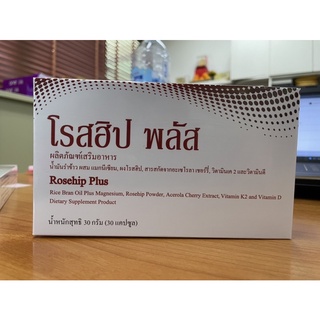 โรสฮิป พลัส
ผลิตภัณฑ์เสริมอาหาร
น้ำมันรำข้าว ผสม แมกนีเซียม, ผงโรสฮิป, สารสกัดจากอะเซโรลา เชอร์รี่, วิตามินเค 2 และวิตามินดี
Rosehip Plus
Rice Bran Oil Plus Magnesium, Rosehip Powder, Acerola Cherry Extract, Vitamin K2 and Vitamin D
Dietary Supplement Product
น้ำหนักสุทธิ 30 กรัม (30 แคปซูล)